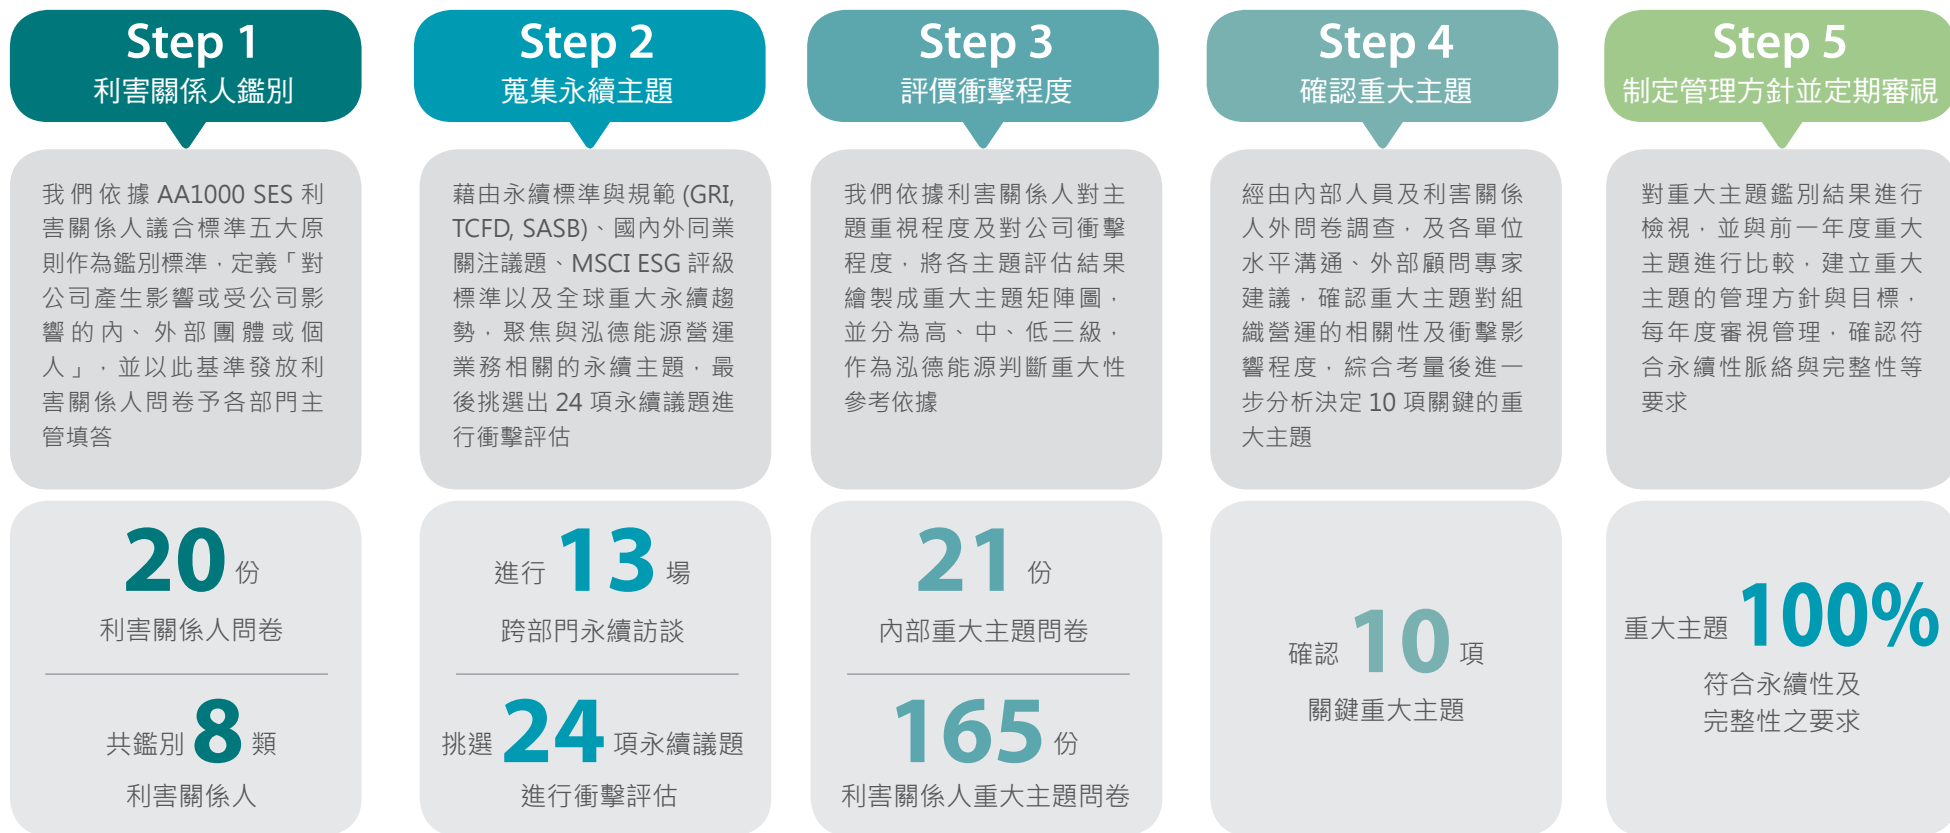 Step 1
利害關係人鑑別
我們依據 AA1000 SES 利
害關係人議合標準五大原
則作為鑑別標準，定義「對
公司產生影響或受公司影
響的內、外部團體或個
人」，並以此基準發放利
害關係人問卷予各部門主
管填答
20 份
利害關係人問卷
共鑑別 8 類
利害關係人
Step 2
蒐集永續主題
藉由永續標準與規範 (GRI,
TCFD, SASB)、國內外同業
關注議題、MSCI ESG 評級
標準以及全球重大永續趨
勢，聚焦與泓德能源營運
業務相關的永續主題，最
後挑選出 24 項永續議題進
行衝擊評估
進行 13 場
跨部門永續訪談
挑選 24 項永續議題
進行衝擊評估
Step 3
評價衝擊程度
我們依據利害關係人對主
題重視程度及對公司衝擊
程度，將各主題評估結果
繪製成重大主題矩陣圖，
並分為高、中、低三級，
作為泓德能源判斷重大性
參考依據
21 份
內部重大主題問卷
165 份
利害關係人重大主題問卷
Step 4
確認重大主題
經由內部人員及利害關係
人外問卷調查，及各單位
水平溝通、外部顧問專家
建議，確認重大主題對組
織營運的相關性及衝擊影
響程度，綜合考量後進一
步分析決定 10 項關鍵的重
大主題
確認 10 項
關鍵重大主題
Step 5
制定管理方針並定期審視
對重大主題鑑別結果進行
檢視，並與前一年度重大
主題進行比較，建立重大
主題的管理方針與目標，
每年度審視管理，確認符
合永續性脈絡與完整性等
要求
重大主題 100%
符合永續性及
完整性之要求